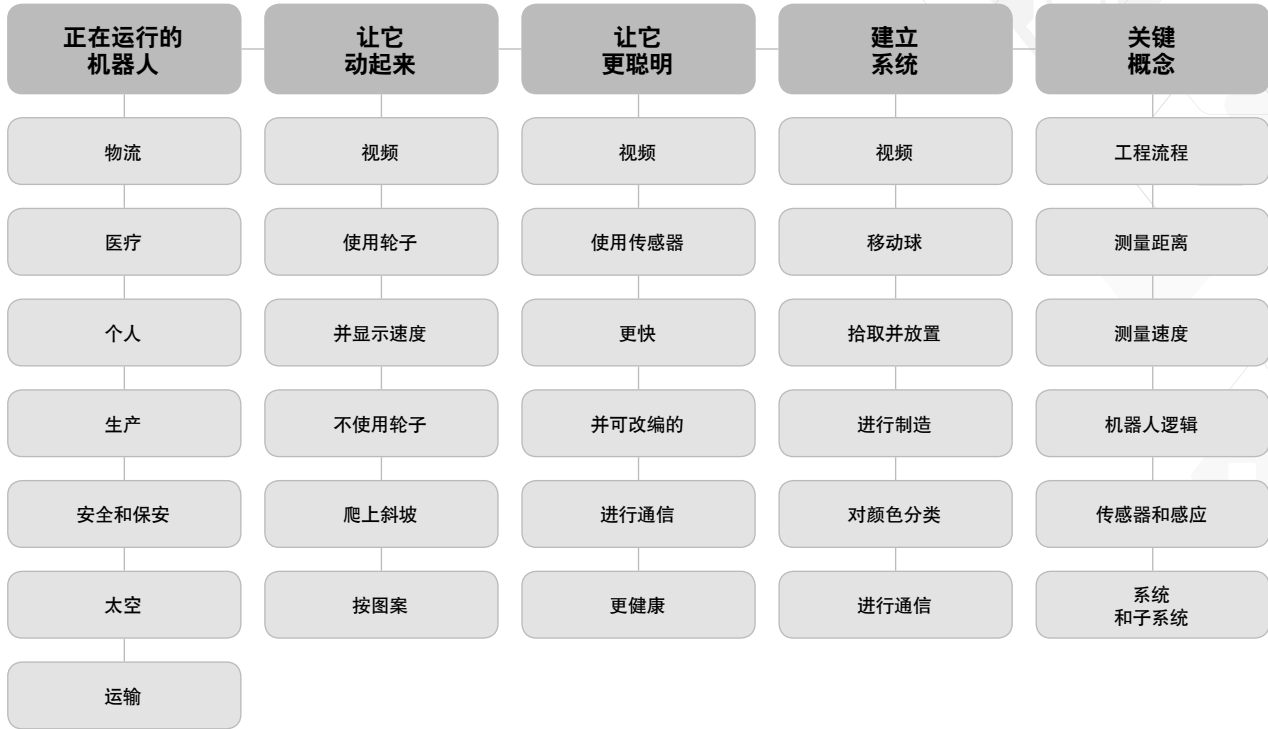 正在运行的
机器人
物流
医疗
个人
生产
安全和保安
太空
运输
让它
动起来
视频
使用轮子
并显示速度
不使用轮子
爬上斜坡
按图案
让它
更聪明
视频
使用传感器
更快
并可改编的
进行通信
更健康
建立
系统
视频
移动球
拾取并放置
进行制造
对颜色分类
进行通信
关键
概念
工程流程
测量距离
测量速度
机器人逻辑
传感器和感应
系统
和子系统